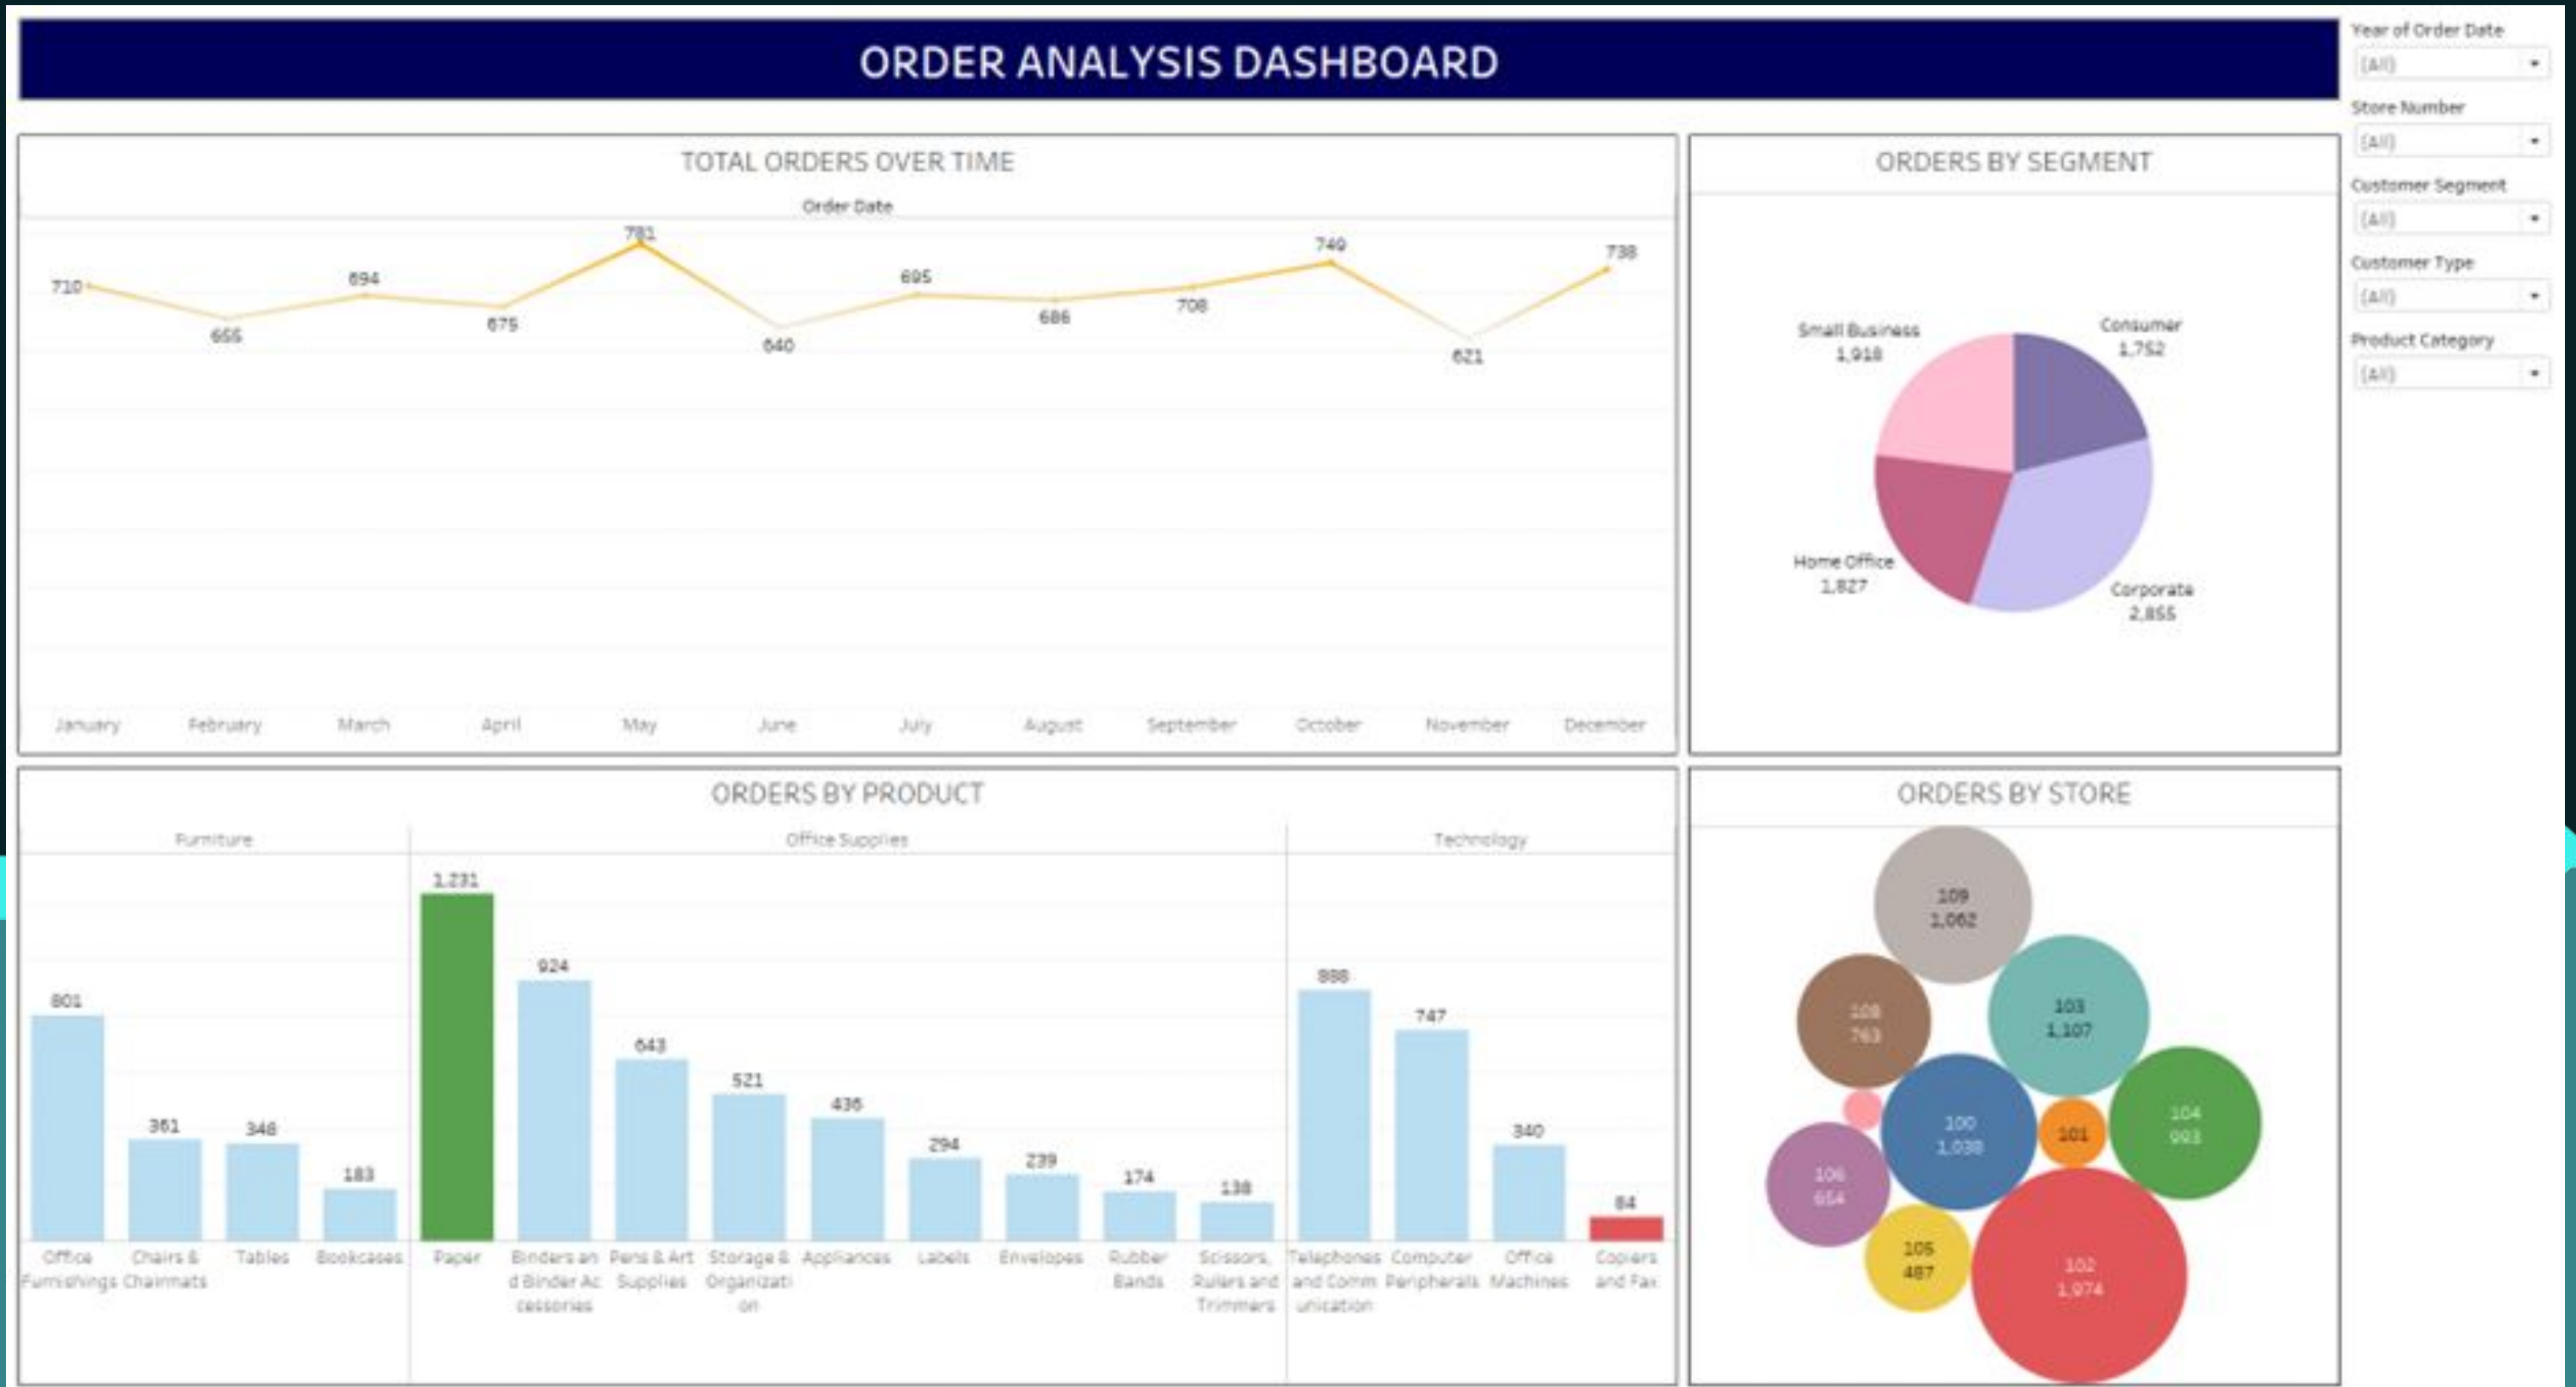 ORDER ANALYSIS DASHBOARD
Year of Order Date
(All)
Store Number
(All)
Customer Segment
(All)
Customer Type
(All)
Product Category
(All)
TOTAL ORDERS OVER TIME
Order Date
710
655
694
675
781
640
695
686
708
749
621
738
January
February
March
April
May
June
July
August
September
October
November
December
ORDERS BY SEGMENT
Small Business
1,918
Consumer
1,752
Home Office
1,827
Corporate
2,855
ORDERS BY PRODUCT
Furniture
Office Supplies
Technology
801
361
348
183
1,231
924
643
521
436
294
239
174
138
888
747
340
84
Office
Furnishings
Chairs &
Chairmats
Tables
Bookcases
Paper
Binders an
d Binder Ac
cessories
Pens & Art
Supplies
Storage &
Organizati
on
Appliances
Labels
Envelopes
Rubber
Bands
Scissors,
Rulers and
Trimmers
Telephones
and Comm
unication
Computer
Peripherals
Office
Machines
Copiers
and Fax
ORDERS BY STORE
109
1,062
108
763
103
1,107
100
1,038
101
104
993
106
654
105
487
102